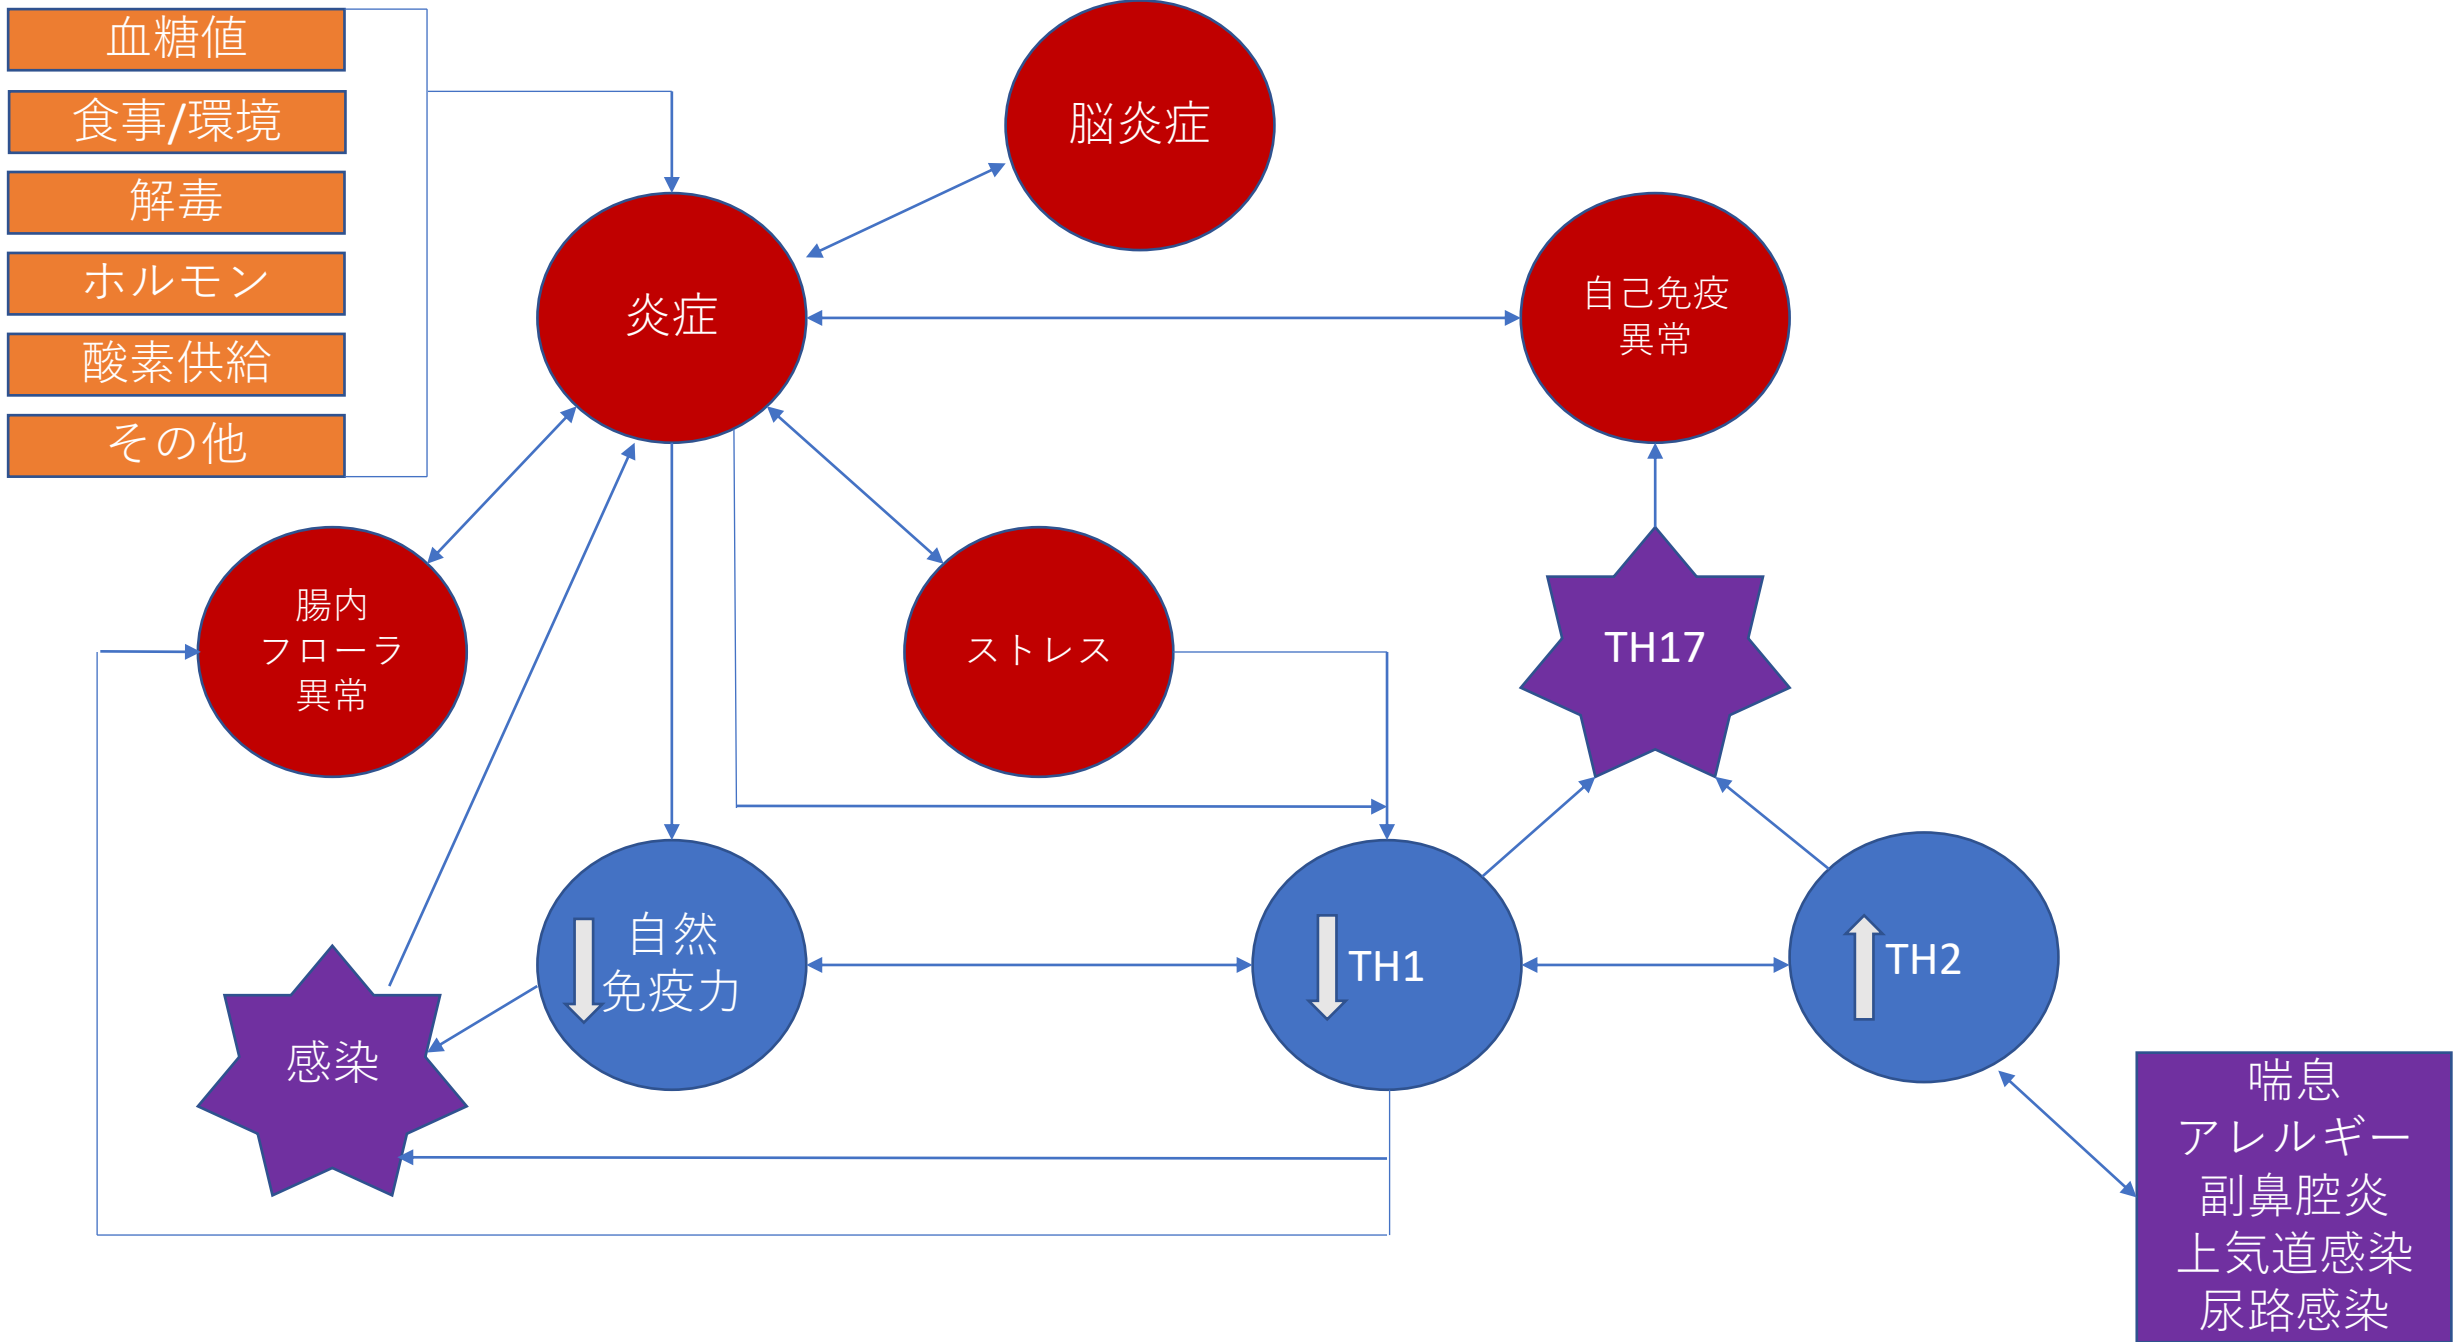 血糖値
食事/環境
解毒
ホルモン
酸素供給
その他
脳炎症
炎症
自己免疫
異常
腸内
フローラ
異常
ストレス
TH17
自然
免疫力
TH1
TH2
感染
喘息
アレルギー
副鼻腔炎
上気道感染
尿路感染